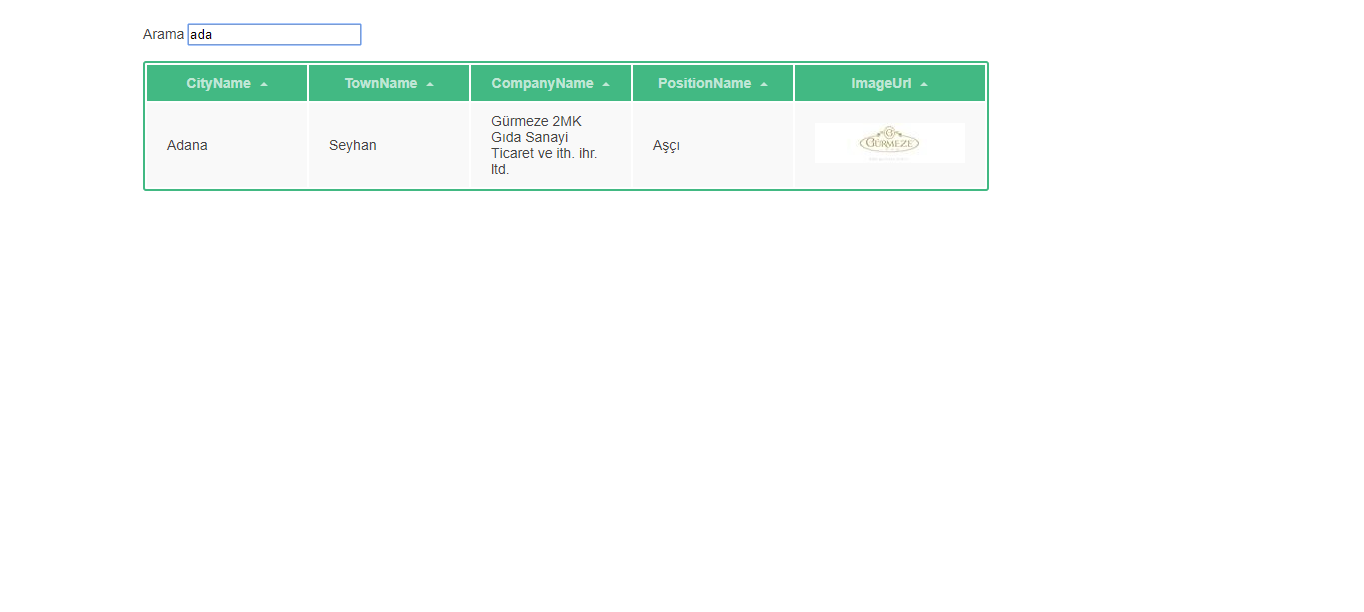 Arama ada
CityName TownName CompanyName PositionName ImageUrl
Adana Seyhan Gürmeze 2MK Gıda Sanayi Ticaret ve ith. ihr. ltd. Aşçı
GÜRMEZE